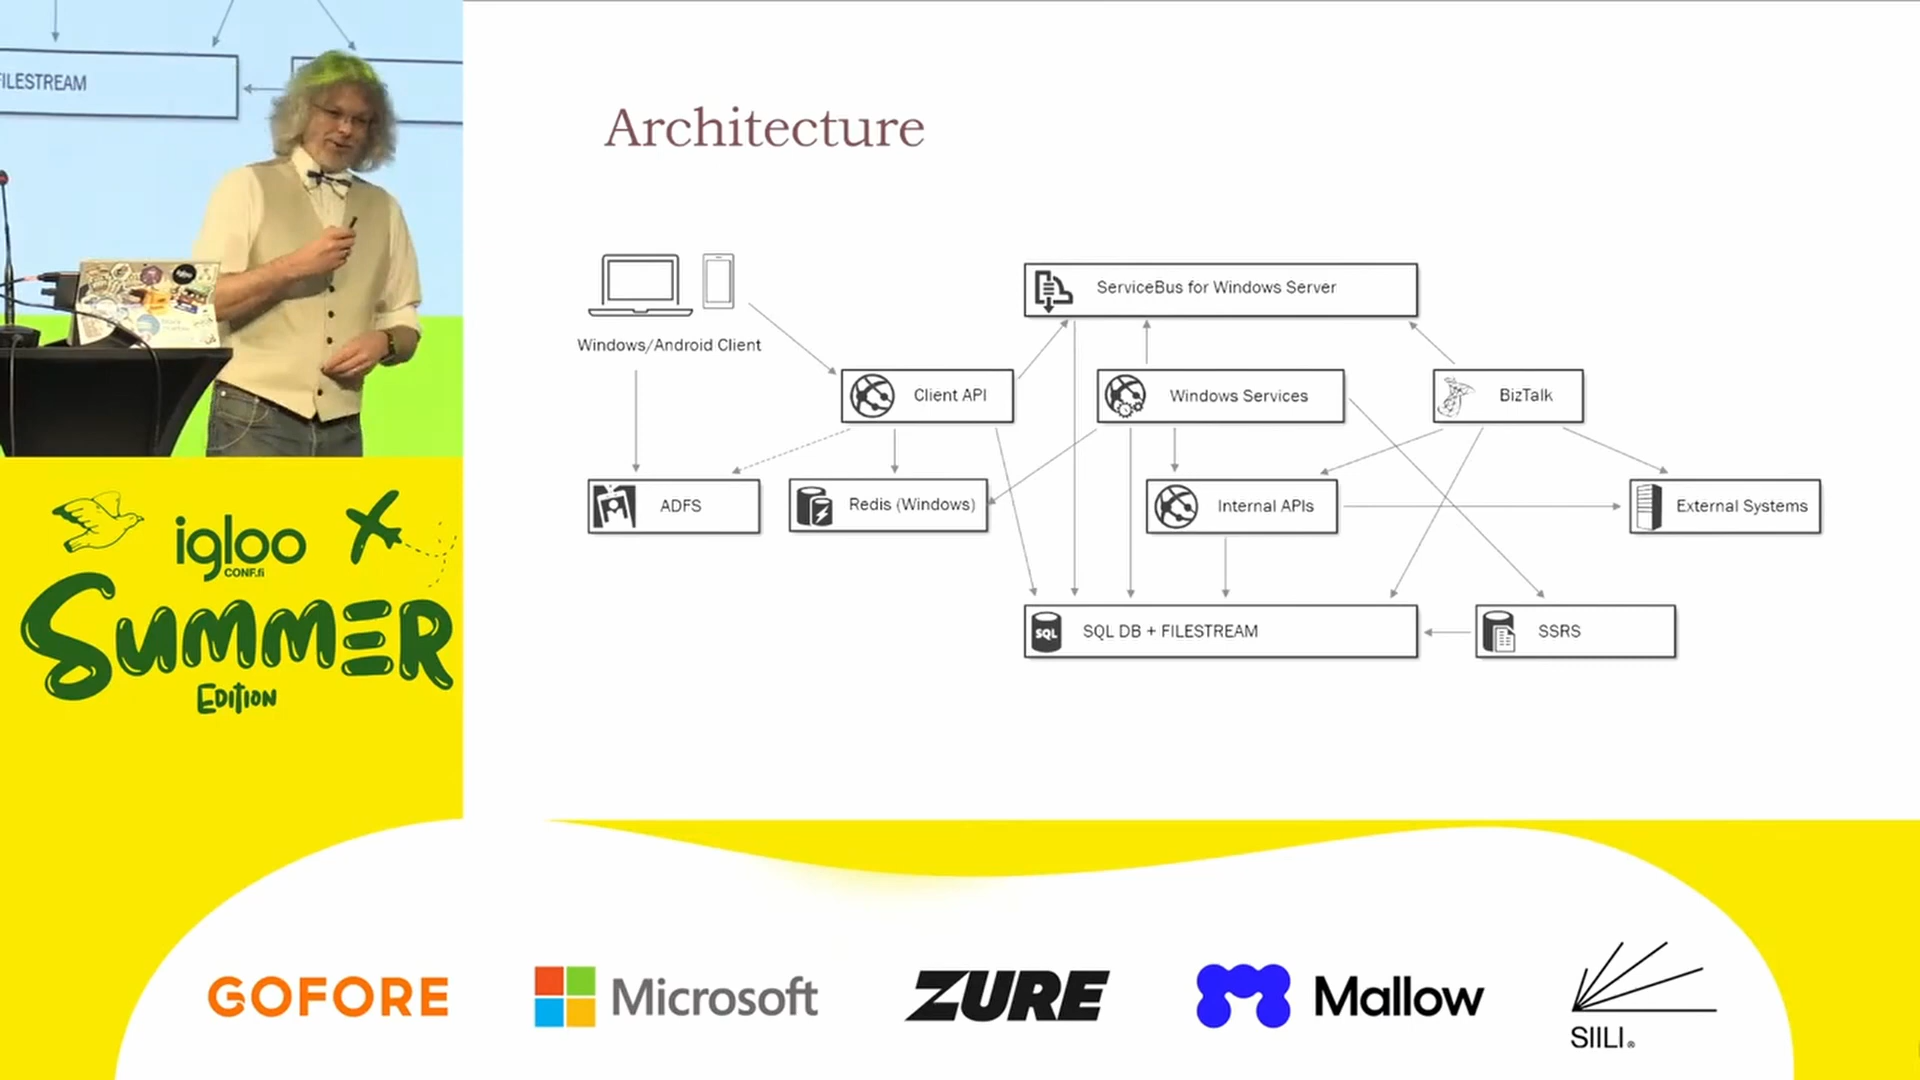 FILESTREAM
Architecture
ServiceBus for Windows Server
Windows/Android Client
Client API
Windows Services
BizTalk
ADFS
Redis (Windows)
Internal APIs
External Systems
SQL
SQL DB + FILESTREAM
SSRS
igloo
CONF.fi
SUMMER
EDITION
GOFORE
Microsoft
ZURE
Mallow
SIILI®